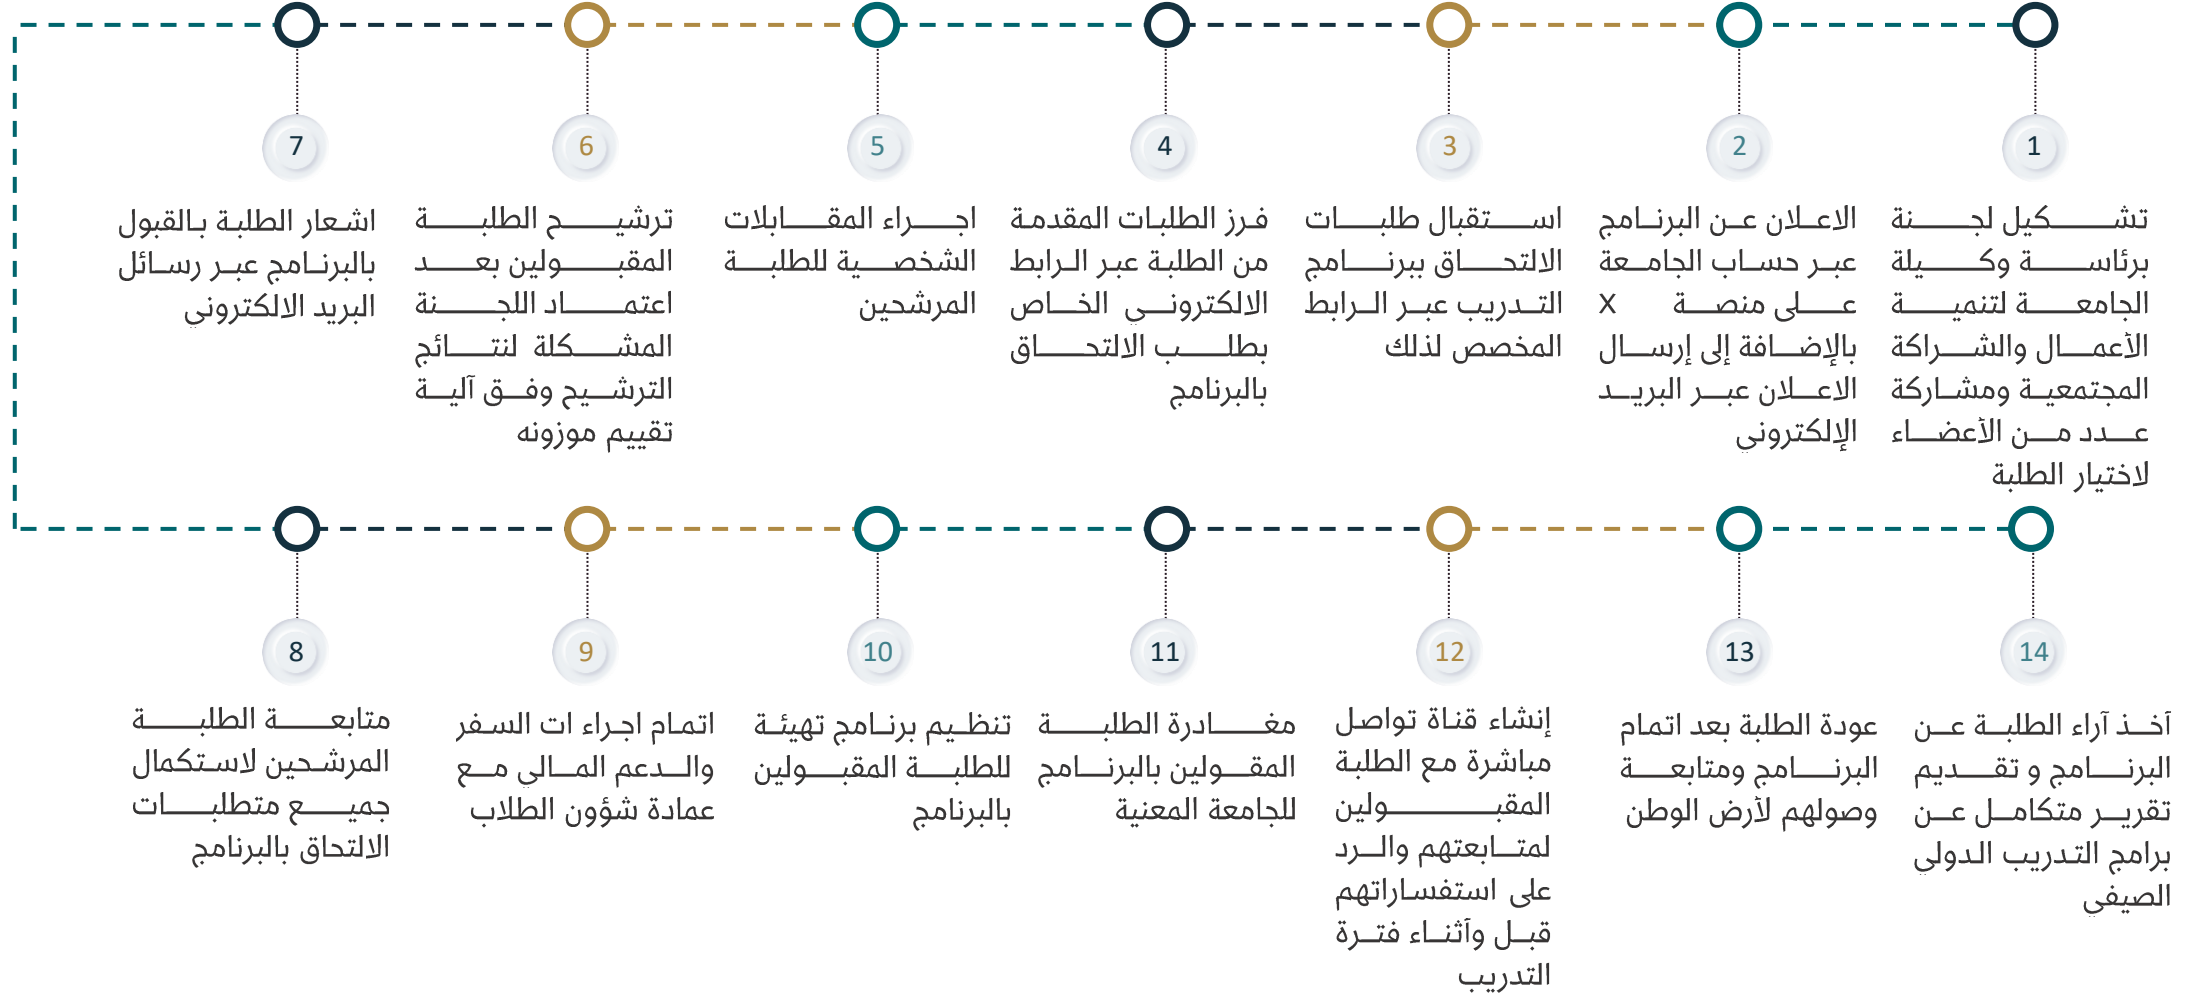 1
تشكيل لجنة
برئاسة وكيلة
الجامعة لتنمية
الأعمال والشراكة
المجتمعية ومشاركة
عدد من الأعضاء
لاختيار الطلبة
2
الاعلان عن البرنامج
عبر حساب الجامعة
على منصة X
بالإضافة إلى إرسال
الاعلان عبر البريد
الإلكتروني
3
استقبال طلبات
الالتحاق ببرنامج
التدريب عبر الرابط
المخصص لذلك
4
فرز الطلبات المقدمة
من الطلبة عبر الرابط
الالكتروني الخاص
بطلب الالتحاق
بالبرنامج
5
اجراء المقابلات
الشخصية للطلبة
المرشحين
6
ترشيح الطلبة
المقبولين بعد
اعتماد اللجنة
المشكلة لنتائج
الترشيح وفق آلية
تقييم موزونه
7
اشعار الطلبة بالقبول
بالبرنامج عبر رسائل
البريد الالكتروني
8
متابعة الطلبة
المرشحين لاستكمال
جميع متطلبات
الالتحاق بالبرنامج
9
اتمام اجراء ات السفر
والدعم المالي مع
عمادة شؤون الطلاب
10
تنظيم برنامج تهيئة
للطلبة المقبولين
بالبرنامج
11
مغادرة الطلبة
المقولين بالبرنامج
للجامعة المعنية
12
إنشاء قناة تواصل
مباشرة مع الطلبة
المقبولين
لمتابعتهم والرد
على استفساراتهم
قبل وأثناء فترة
التدريب
13
عودة الطلبة بعد اتمام
البرنامج ومتابعة
وصولهم لأرض الوطن
14
أخذ آراء الطلبة عن
البرنامج و تقديم
تقرير متكامل عن
برامج التدريب الدولي
الصيفي